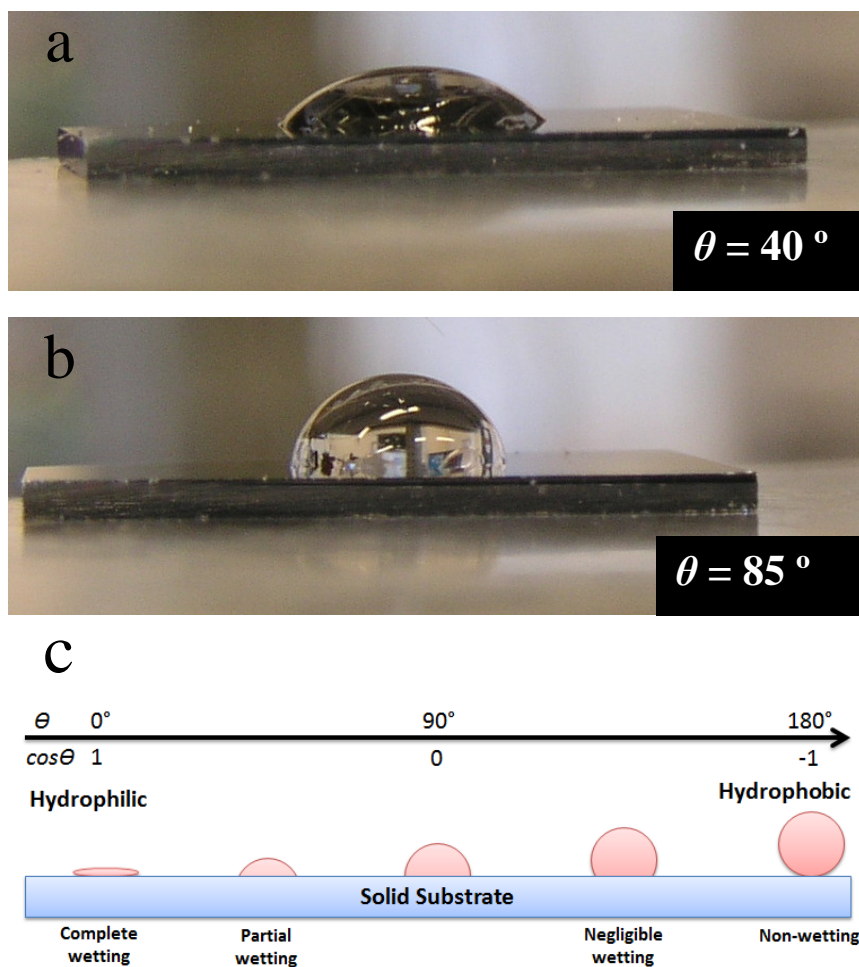 a
θ = 40 º
b
θ = 85 º
c
θ 0° 90° 180°
cosθ 1 0 -1
Hydrophilic Hydrophobic
Solid Substrate
Complete wetting
Partial wetting
Negligible wetting
Non-wetting